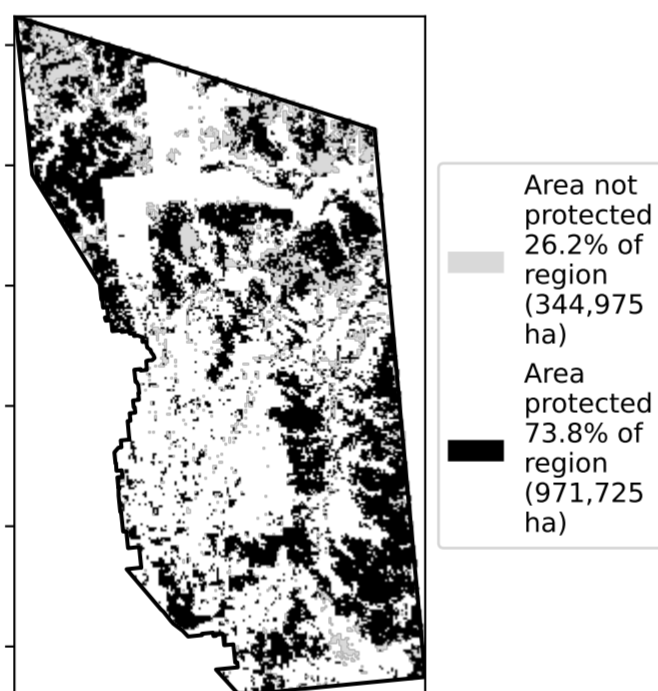 Area not
protected
26.2% of
region
(344,975
ha)
Area
protected
73.8% of
region
(971,725
ha)